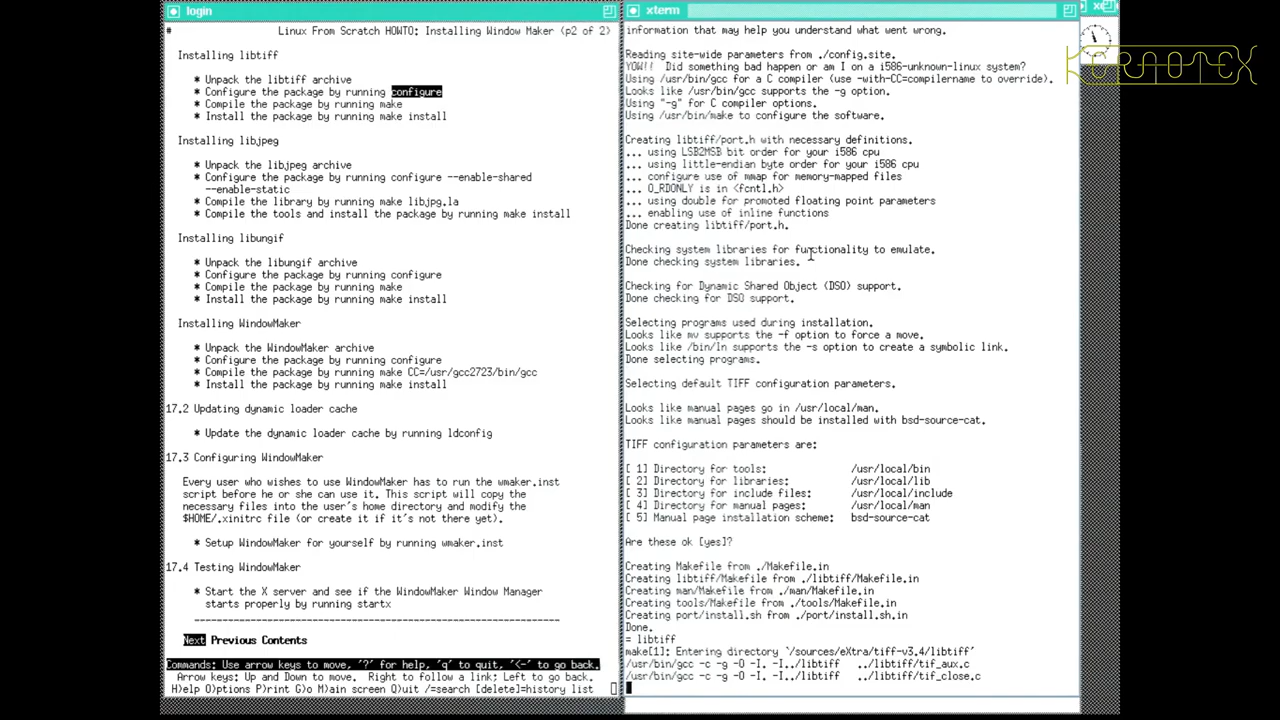 login
#                   Linux From Scratch HOWTO: Installing Window Maker (p2 of 2)
Installing libtiff
* Unpack the libtiff archive
* Configure the package by running configure
* Compile the package by running make
* Install the package by running make install
Installing libjpeg
* Unpack the libjpeg archive
* Configure the package by running configure --enable-shared
--enable-static
* Compile the library by running make libjpg.la
* Compile the tools and install the package by running make install
Installing libungif
* Unpack the libungif archive
* Configure the package by running configure
* Compile the package by running make
* Install the package by running make install
Installing WindowMaker
* Unpack the WindowMaker archive
* Configure the package by running configure
* Compile the package by running make CC=/usr/gcc2723/bin/gcc
* Install the package by running make install
17.2 Updating dynamic loader cache
* Update the dynamic loader cache by running ldconfig
17.3 Configuring WindowMaker
Every user who wishes to use WindowMaker has to run the wmaker.inst
script before he or she can use it. This script will copy the
necessary files into the user's home directory and modify the
$HOME/.xinitrc file (or create it if it's not there yet).
* Setup WindowMaker for yourself by running wmaker.inst
17.4 Testing WindowMaker
* Start the X server and see if the WindowMaker Window Manager
starts properly by running startx
Next Previous Contents
Commands: Use arrow keys to move, '?' for help, 'q' to quit, '<-' to go back.
Arrow keys: Up and Down to move.  Right to follow a link; Left to go back.
H)elp O)ptions P)rint G)o M)ain screen Q)uit /=search [delete]=history list
xterm
information that may help you understand what went wrong.
Reading site-wide parameters from ./config.site.
YOW!!  Did something bad happen or am I on a i586-unknown-linux system?
Using /usr/bin/gcc for a C compiler (use -with-CC=compilername to override).
Looks like /usr/bin/gcc supports the -g option.
Using "-g" for C compiler options.
Using /usr/bin/make to configure the software.
Creating libtiff/port.h with necessary definitions.
... using LSB2MSB bit order for your i586 cpu
... using little-endian byte order for your i586 cpu
... configure use of mmap for memory-mapped files
... O_RDONLY is in <fcntl.h>
... using double for promoted floating point parameters
... enabling use of inline functions
Done creating libtiff/port.h.
Checking system libraries for functionality to emulate.
Done checking system libraries.
Checking for Dynamic Shared Object (DSO) support.
Done checking for DSO support.
Selecting programs used during installation.
Looks like mv supports the -f option to force a move.
Looks like /bin/ln supports the -s option to create a symbolic link.
Done selecting programs.
Selecting default TIFF configuration parameters.
Looks like manual pages go in /usr/local/man.
Looks like manual pages should be installed with bsd-source-cat.
TIFF configuration parameters are:
[ 1] Directory for tools:            /usr/local/bin
[ 2] Directory for libraries:        /usr/local/lib
[ 3] Directory for include files:    /usr/local/include
[ 4] Directory for manual pages:     /usr/local/man
[ 5] Manual page installation scheme:   bsd-source-cat
Are these ok [yes]?
Creating Makefile from ./Makefile.in
Creating libtiff/Makefile from ./libtiff/Makefile.in
Creating man/Makefile from ./man/Makefile.in
Creating tools/Makefile from ./tools/Makefile.in
Creating port/install.sh from ./port/install.sh.in
Done.
= libtiff
make[1]: Entering directory `/sources/eXtra/tiff-v3.4/libtiff'
/usr/bin/gcc -c -g -O -I. -I../libtiff   ../libtiff/tif_aux.c
/usr/bin/gcc -c -g -O -I. -I../libtiff   ../libtiff/tif_close.c